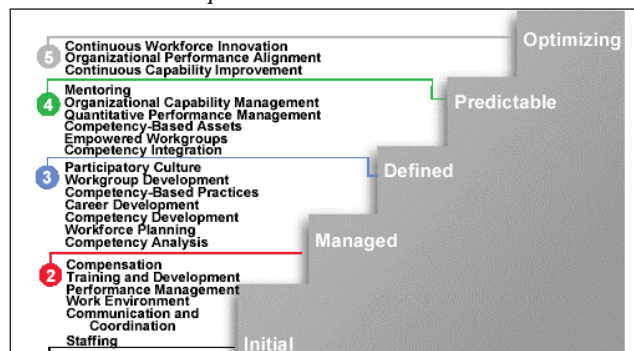 5
Continuous Workforce Innovation
Organizational Performance Alignment
Continuous Capability Improvement
Optimizing
4
Mentoring
Organizational Capability Management
Quantitative Performance Management
Competency-Based Assets
Empowered Workgroups
Competency Integration
Predictable
3
Participatory Culture
Workgroup Development
Competency-Based Practices
Career Development
Competency Development
Workforce Planning
Competency Analysis
Defined
2
Compensation
Training and Development
Performance Management
Work Environment
Communication and
Coordination
Staffing
Managed
Initial